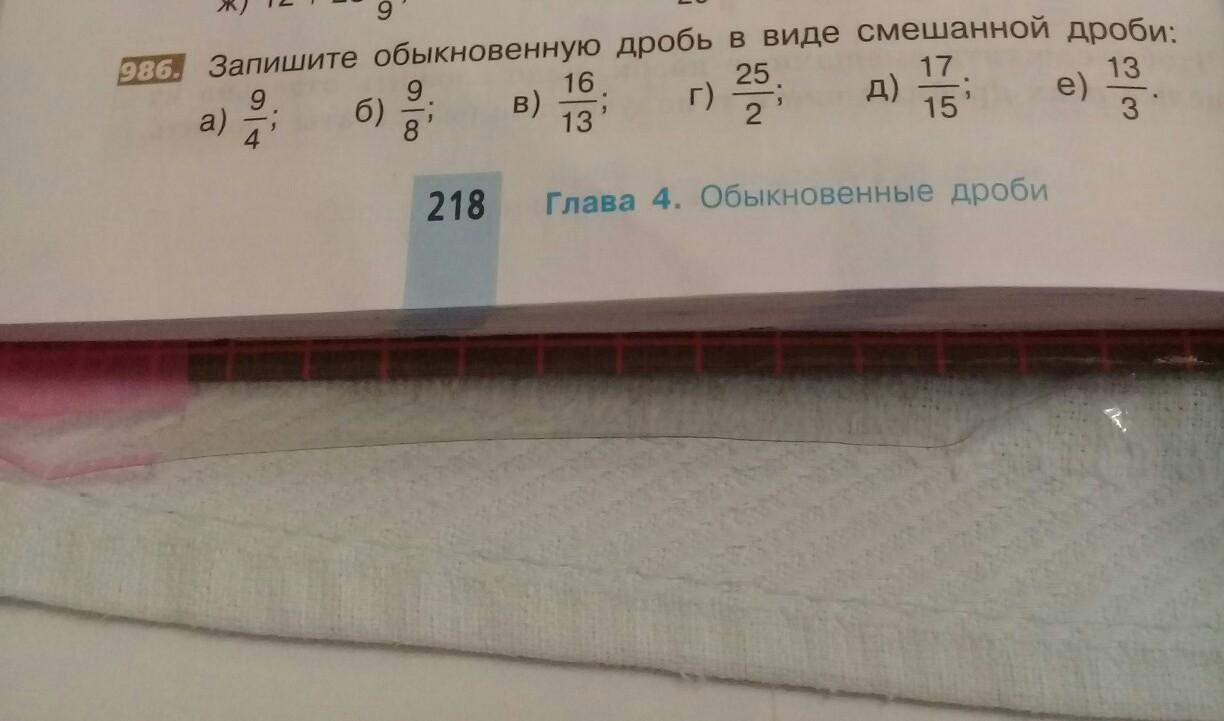 986. Запишите обыкновенную дробь в виде смешанной дроби:
а) 9/4; б) 9/8; в) 16/13; г) 25/2; д) 17/15; е) 13/3.
218 Глава 4. Обыкновенные дроби